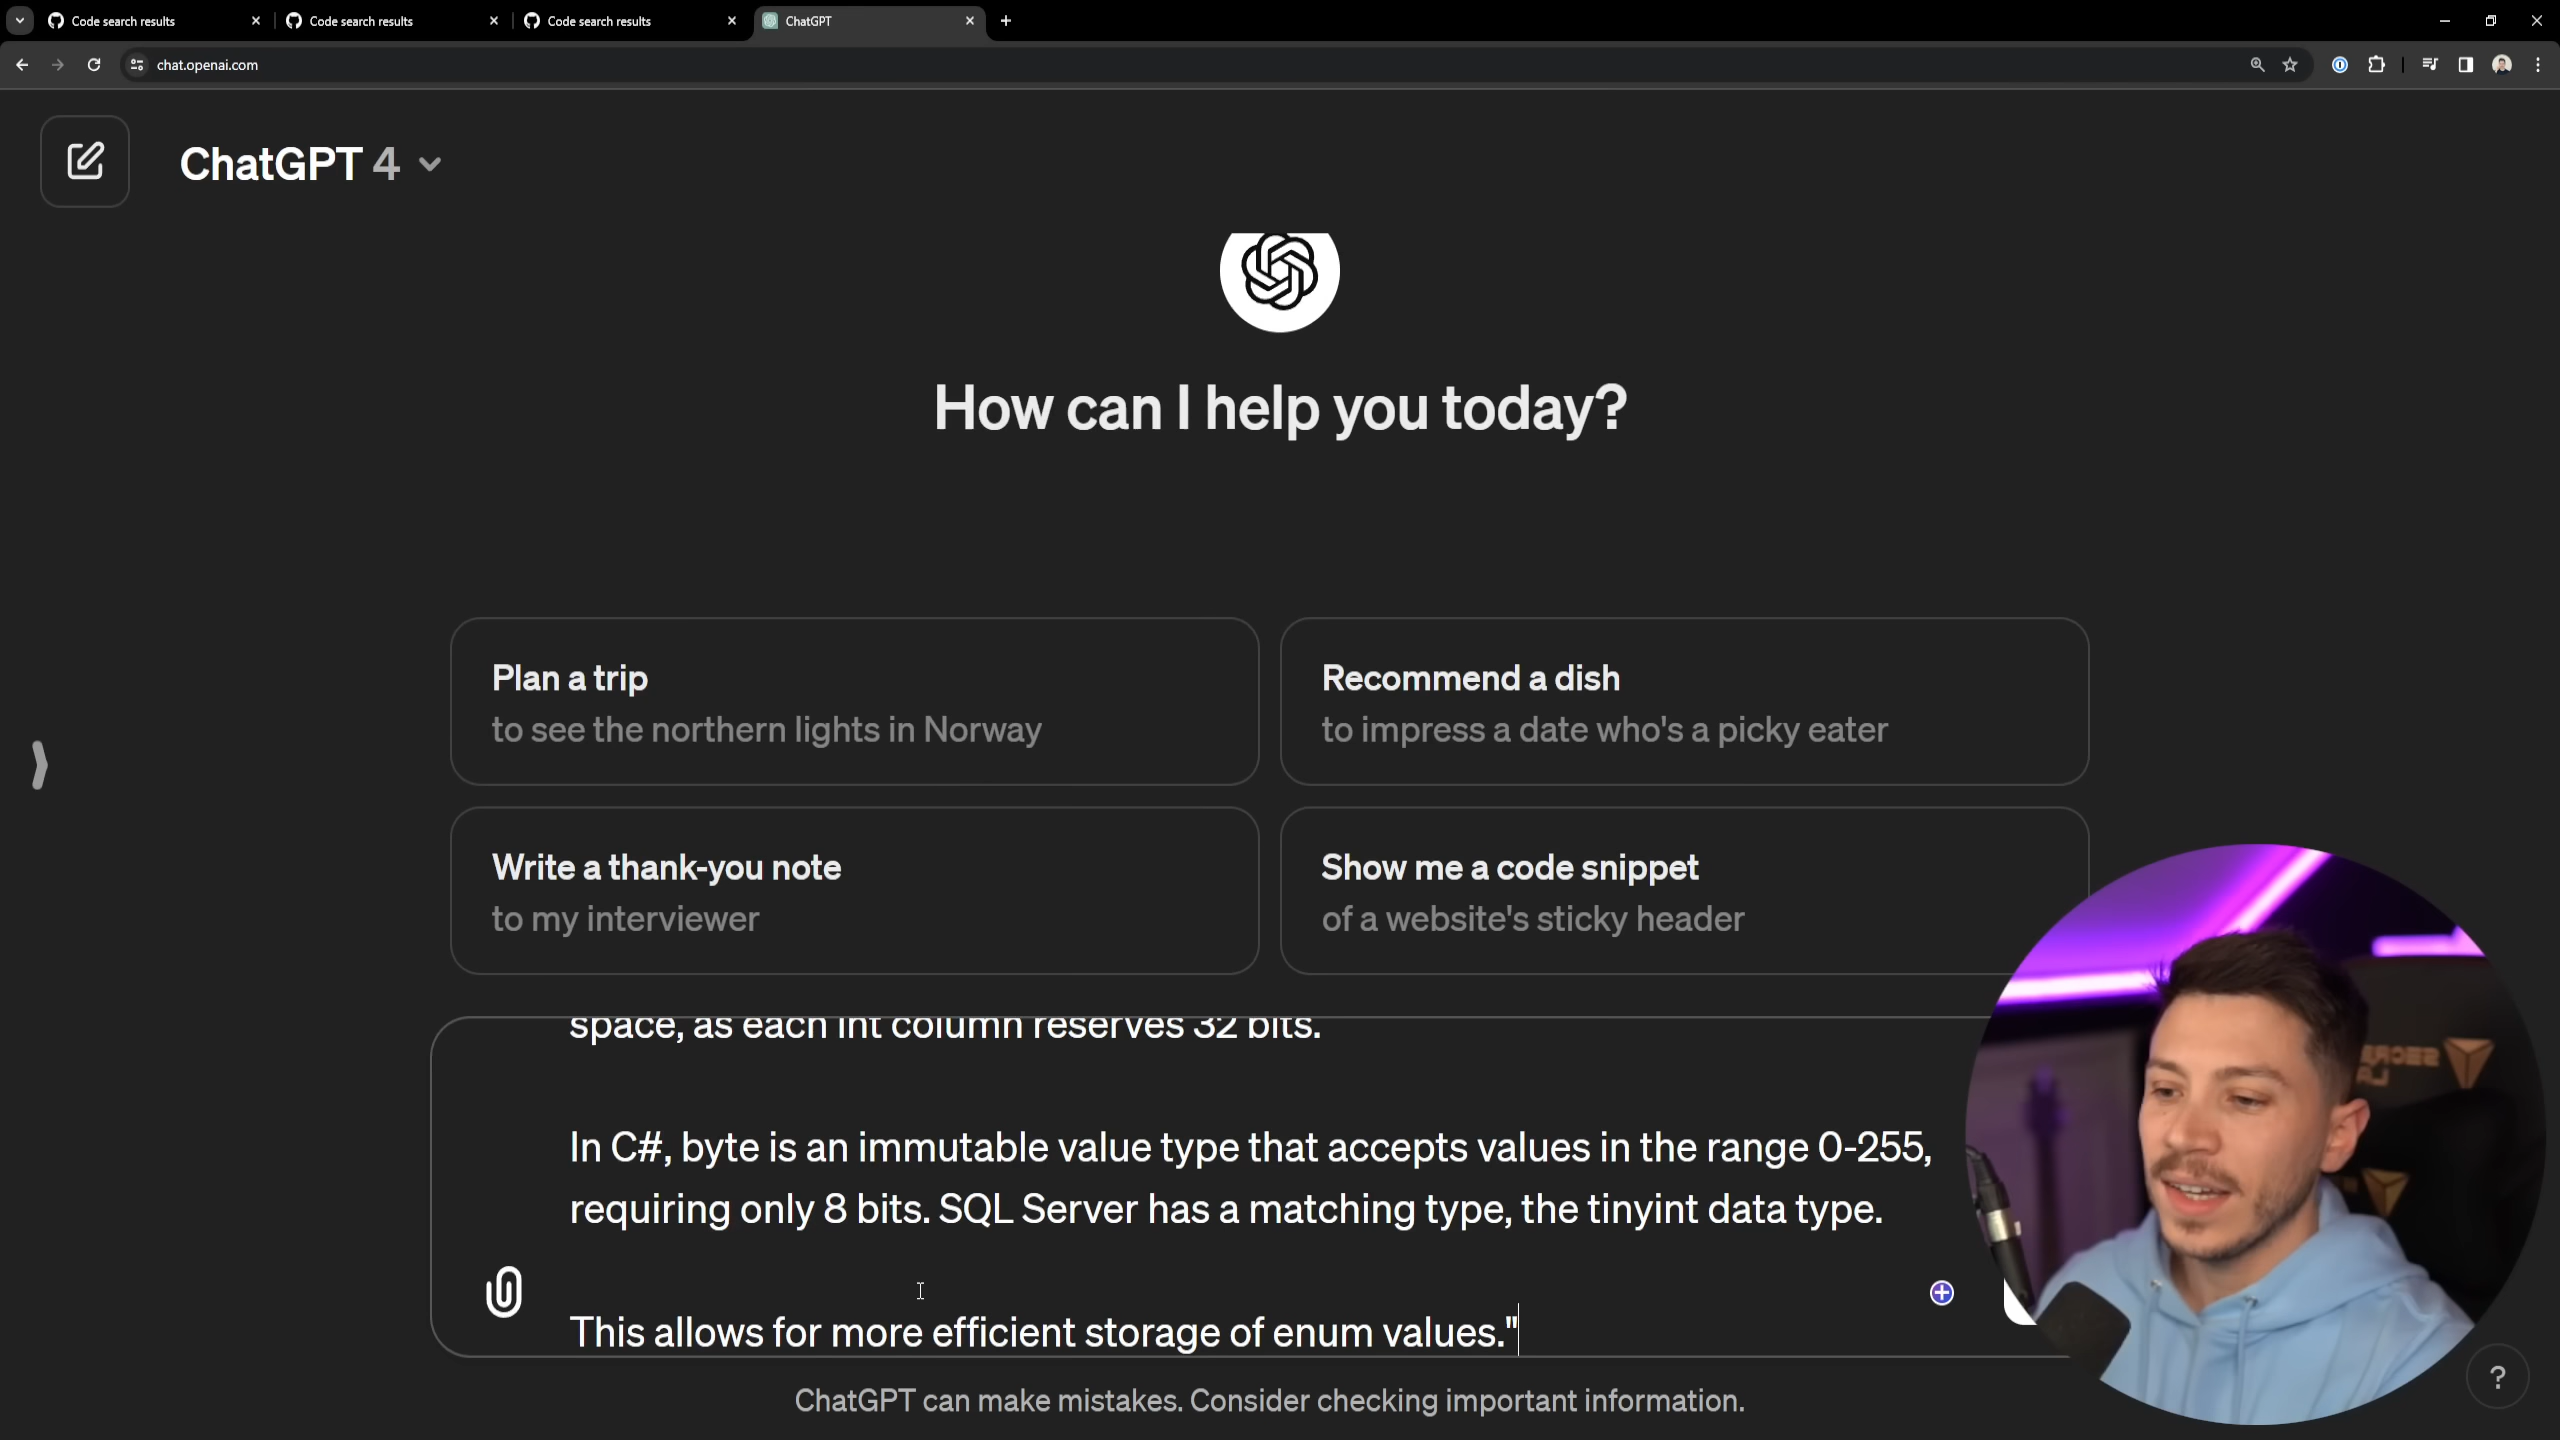 Code search results
Code search results
Code search results
ChatGPT
chat.openai.com
ChatGPT 4
How can I help you today?
Plan a trip
to see the northern lights in Norway
Recommend a dish
to impress a date who's a picky eater
Write a thank-you note
to my interviewer
Show me a code snippet
of a website's sticky header
space, as each int column reserves 32 bits.
In C#, byte is an immutable value type that accepts values in the range 0-255,
requiring only 8 bits. SQL Server has a matching type, the tinyint data type.
This allows for more efficient storage of enum values."
ChatGPT can make mistakes. Consider checking important information.
?